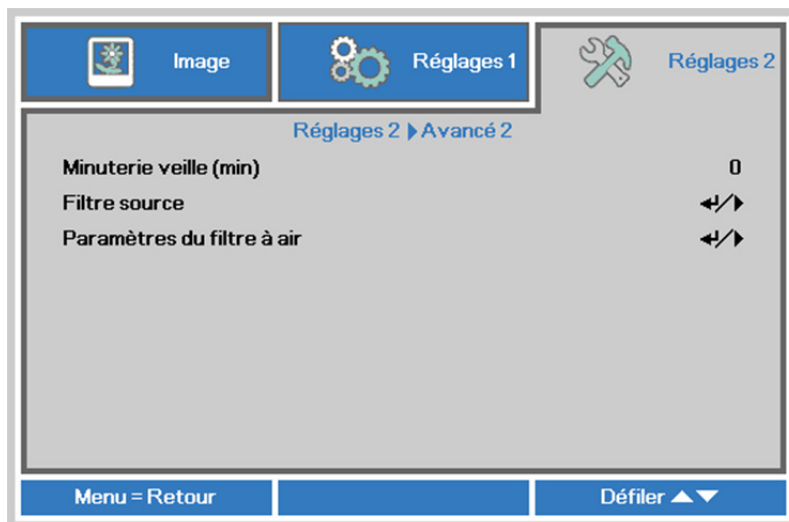 Image
Réglages 1
Réglages 2
Réglages 2 ▶ Avancé 2
Minuterie veille (min) 0
Filtre source ↵/▶
Paramètres du filtre à air ↵/▶
Menu = Retour
Défiler ▲▼